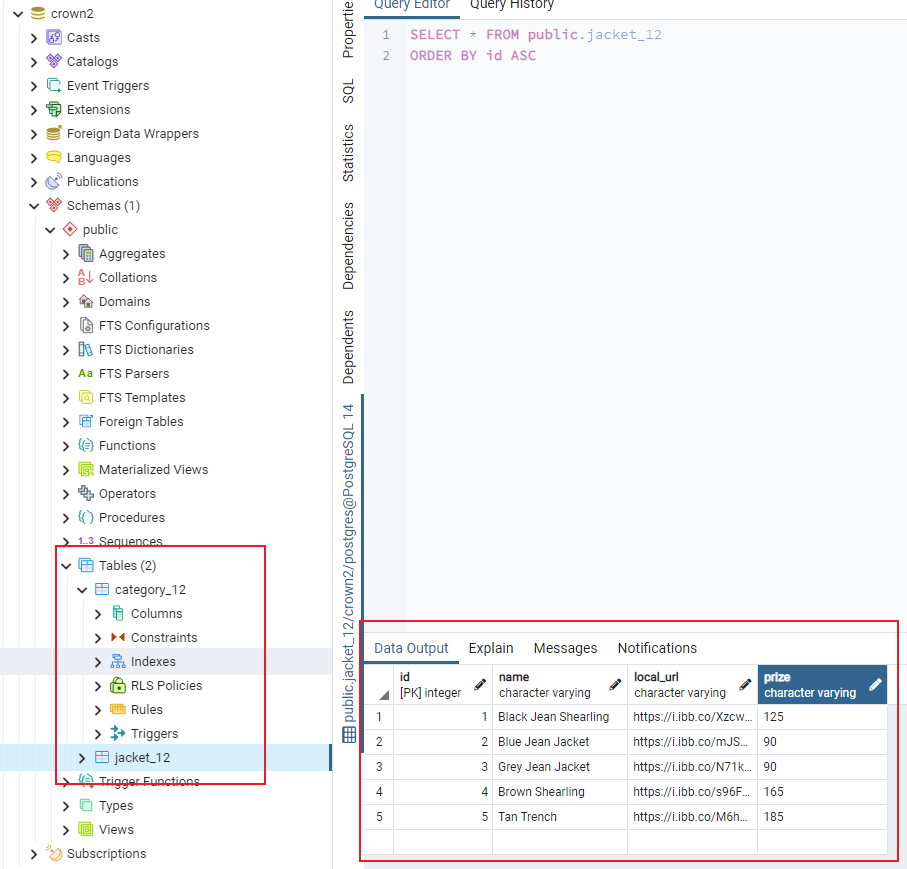 crown2
Casts
Catalogs
Event Triggers
Extensions
Foreign Data Wrappers
Languages
Publications
Schemas (1)
public
Aggregates
Collations
Domains
FTS Configurations
FTS Dictionaries
Aa FTS Parsers
FTS Templates
Foreign Tables
Functions
Materialized Views
Operators
Procedures
1..3 Sequences
Tables (2)
category_12
Columns
Constraints
Indexes
RLS Policies
Rules
Triggers
jacket_12
Trigger Functions
Types
Views
Subscriptions
SQL
Statistics
Dependencies
Dependents
public.jacket_12/crown2/postgres@PostgreSQL 14
Query Editor Query History
1 SELECT * FROM public.jacket_12
2 ORDER BY id ASC
Data Output Explain Messages Notifications
id name local_url prize
[PK] integer character varying character varying character varying
1 1 Black Jean Shearling https://i.ibb.co/Xzcw... 125
2 2 Blue Jean Jacket https://i.ibb.co/mJS... 90
3 3 Grey Jean Jacket https://i.ibb.co/N71k... 90
4 4 Brown Shearling https://i.ibb.co/s96F... 165
5 5 Tan Trench https://i.ibb.co/M6h... 185